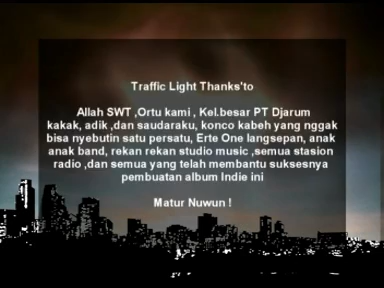 Traffic Light Thanks'to
Allah SWT ,Ortu kami , Kel.besar PT Djarum
kakak, adik ,dan saudaraku, konco kabeh yang nggak
bisa nyebutin satu persatu, Erte One langsepan, anak
anak band, rekan rekan studio music ,semua stasion
radio ,dan semua yang telah membantu suksesnya
pembuatan album Indie ini
Matur Nuwun !